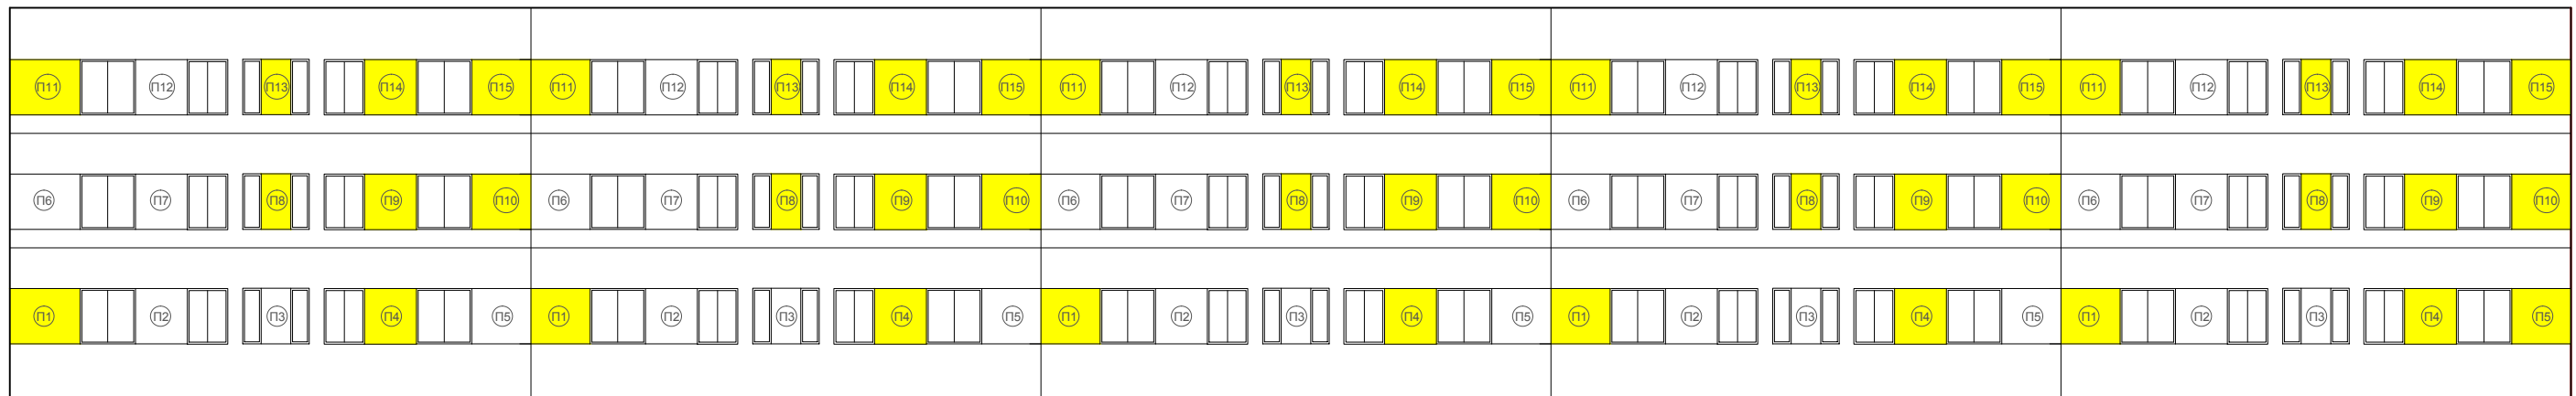 П11 П12 П13 П14 П15 П11 П12 П13 П14 П15 П11 П12 П13 П14 П15 П11 П12 П13 П14 П15 П11 П12 П13 П14 П15
П6 П7 П8 П9 П10 П6 П7 П8 П9 П10 П6 П7 П8 П9 П10 П6 П7 П8 П9 П10 П6 П7 П8 П9 П10
П1 П2 П3 П4 П5 П1 П2 П3 П4 П5 П1 П2 П3 П4 П5 П1 П2 П3 П4 П5 П1 П2 П3 П4 П5